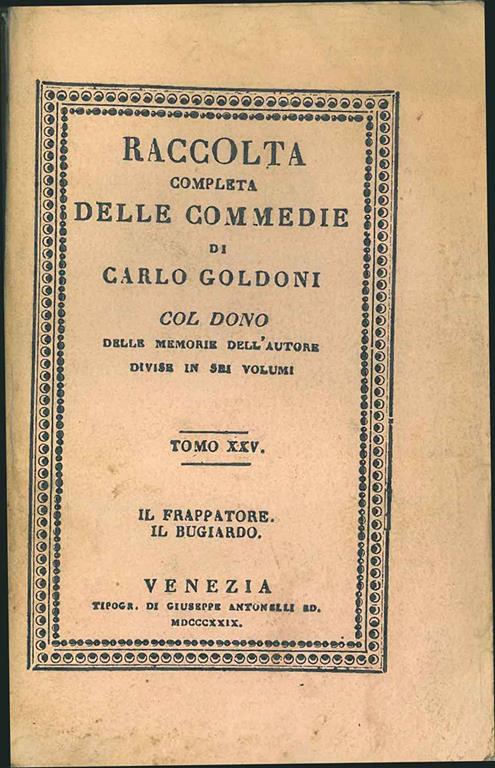 RACCOLTA
COMPLETA
DELLE COMMEDIE
DI
CARLO GOLDONI
COL DONO
DELLE MEMORIE DELL'AUTORE
DIVISE IN SEI VOLUMI
TOMO XXV.
IL FRAPPATORE.
IL BUGIARDO.
VENEZIA
TIPOGR. DI GIUSEPPE ANTONELLI ED.
MDCCCXXIX.